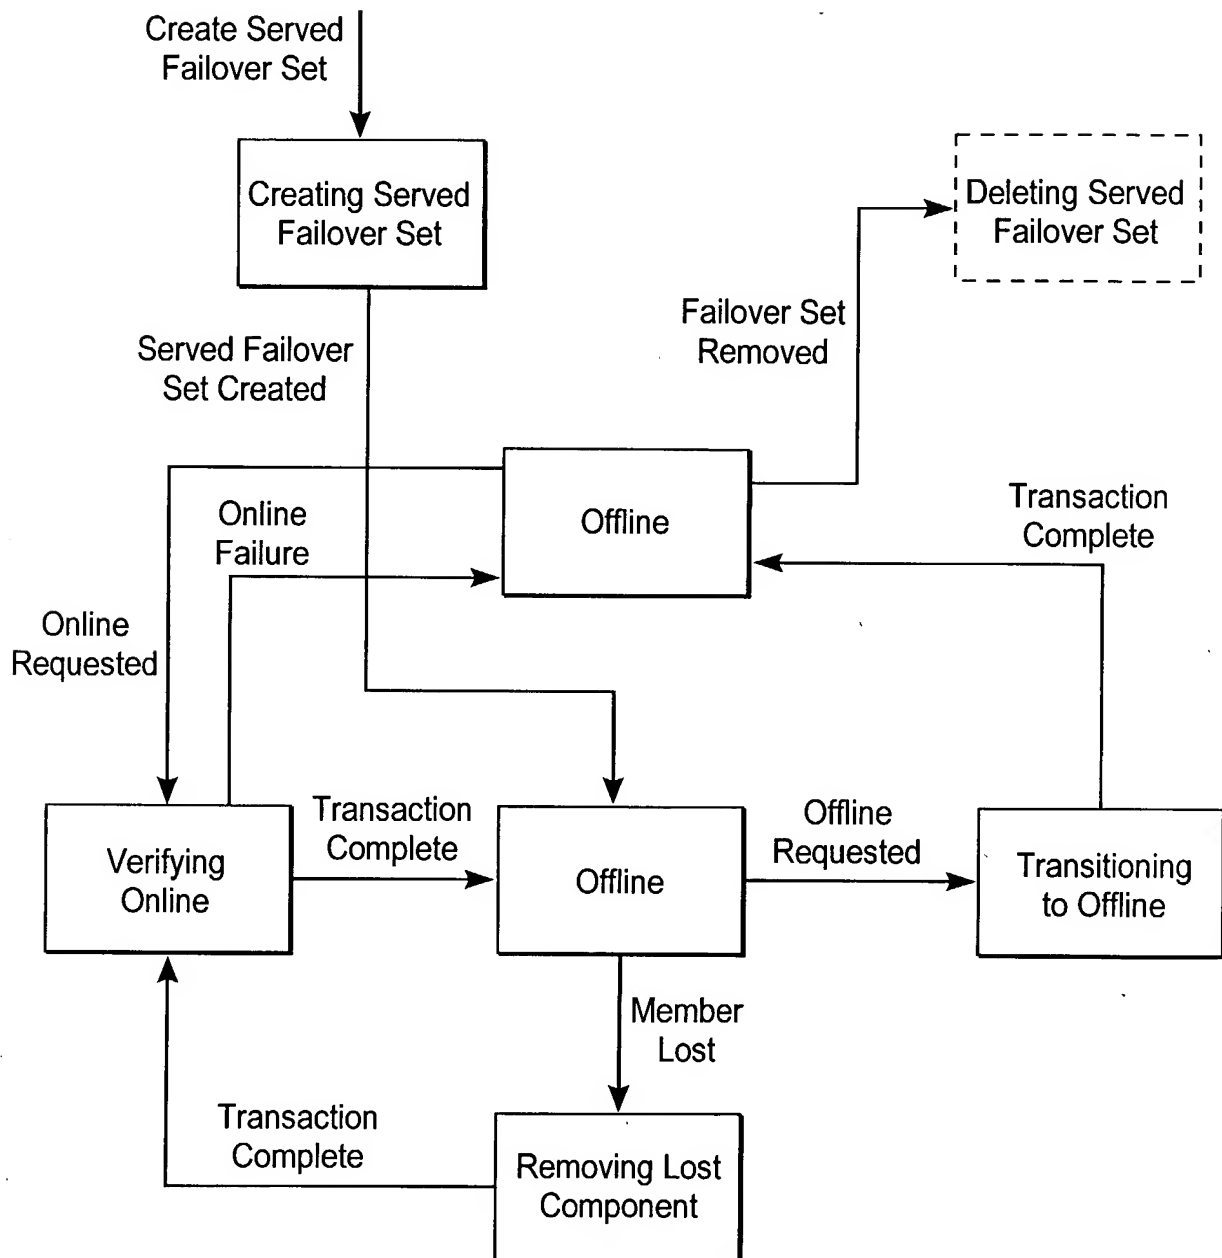 Create Served
Failover Set
Creating Served
Failover Set
Deleting Served
Failover Set
Served Failover
Set Created
Failover Set
Removed
Offline
Online
Failure
Transaction
Complete
Online
Requested
Verifying
Online
Transaction
Complete
Offline
Offline
Requested
Transitioning
to Offline
Member
Lost
Transaction
Complete
Removing Lost
Component